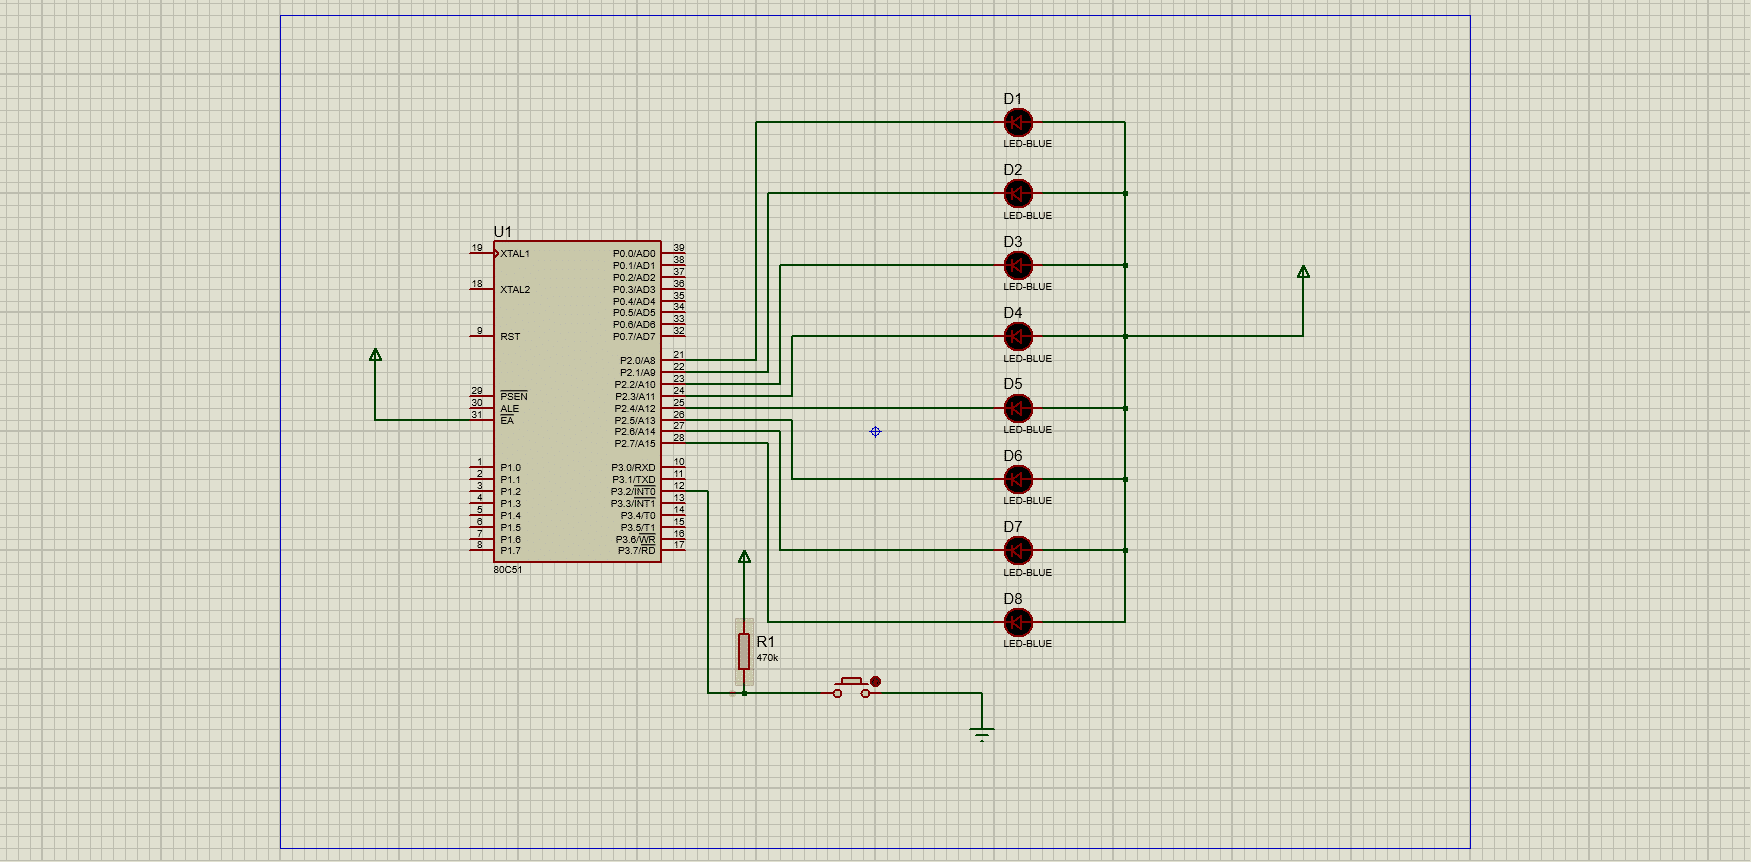 D1
LED-BLUE
D2
LED-BLUE
D3
LED-BLUE
D4
LED-BLUE
D5
LED-BLUE
D6
LED-BLUE
D7
LED-BLUE
D8
LED-BLUE
U1
19 XTAL1
18 XTAL2
9 RST
29 PSEN
30 ALE
31 EA
1 P1.0
2 P1.1
3 P1.2
4 P1.3
5 P1.4
6 P1.5
7 P1.6
8 P1.7
P0.0/AD0 39
P0.1/AD1 38
P0.2/AD2 37
P0.3/AD3 36
P0.4/AD4 35
P0.5/AD5 34
P0.6/AD6 33
P0.7/AD7 32
P2.0/A8 21
P2.1/A9 22
P2.2/A10 23
P2.3/A11 24
P2.4/A12 25
P2.5/A13 26
P2.6/A14 27
P2.7/A15 28
P3.0/RXD 10
P3.1/TXD 11
P3.2/INT0 12
P3.3/INT1 13
P3.4/T0 14
P3.5/T1 15
P3.6/WR 16
P3.7/RD 17
80C51
R1
470k